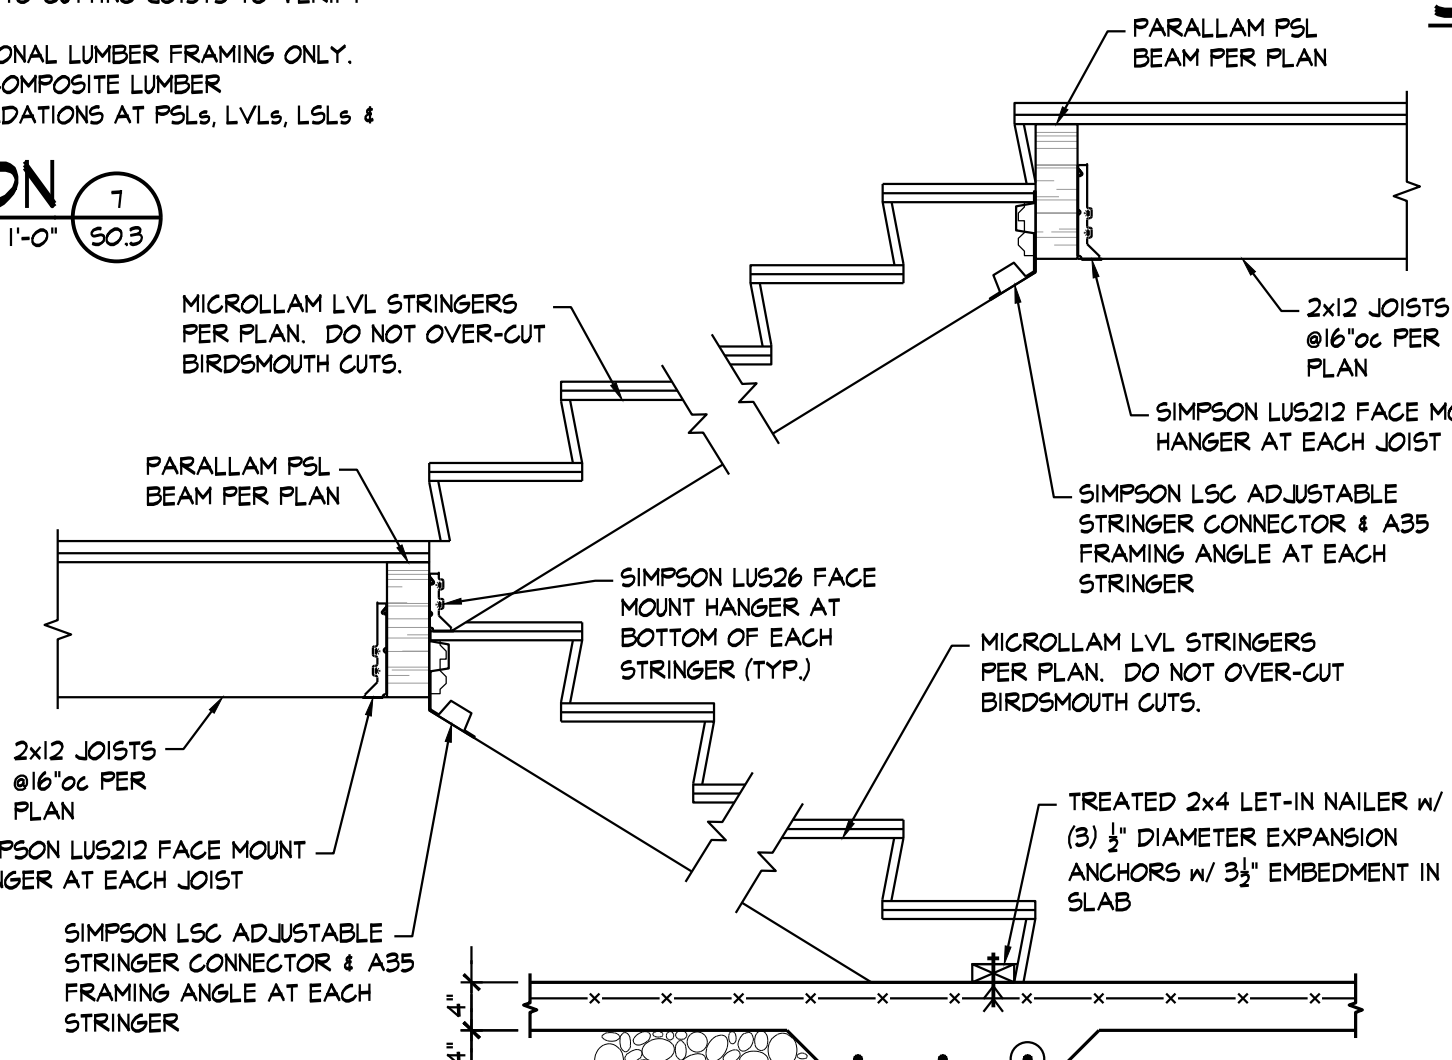 ONAL LUMBER FRAMING ONLY.
COMPOSITE LUMBER
DATIONS AT PSLs, LVLs, LSLs &
ON
1'-0"
7
S0.3
PARALLAM PSL
BEAM PER PLAN
MICROLLAM LVL STRINGERS
PER PLAN. DO NOT OVER-CUT
BIRDSMOUTH CUTS.
2x12 JOISTS
@16"oc PER
PLAN
SIMPSON LUS212 FACE MO
HANGER AT EACH JOIST
PARALLAM PSL
BEAM PER PLAN
SIMPSON LSC ADJUSTABLE
STRINGER CONNECTOR & A35
FRAMING ANGLE AT EACH
STRINGER
SIMPSON LUS26 FACE
MOUNT HANGER AT
BOTTOM OF EACH
STRINGER (TYP.)
MICROLLAM LVL STRINGERS
PER PLAN. DO NOT OVER-CUT
BIRDSMOUTH CUTS.
2x12 JOISTS
@16"oc PER
PLAN
PSON LUS212 FACE MOUNT
NGER AT EACH JOIST
TREATED 2x4 LET-IN NAILER w/
(3) ½" DIAMETER EXPANSION
ANCHORS w/ 3½" EMBEDMENT IN
SLAB
SIMPSON LSC ADJUSTABLE
STRINGER CONNECTOR & A35
FRAMING ANGLE AT EACH
STRINGER
4"
4"